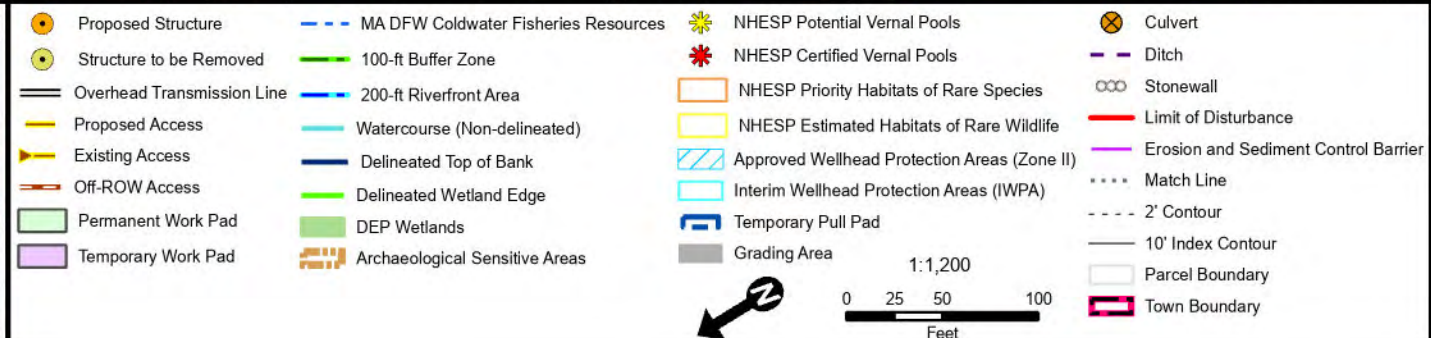 Proposed Structure
Structure to be Removed
Overhead Transmission Line
Proposed Access
Existing Access
Off-ROW Access
Permanent Work Pad
Temporary Work Pad
MA DFW Coldwater Fisheries Resources
100-ft Buffer Zone
200-ft Riverfront Area
Watercourse (Non-delineated)
Delineated Top of Bank
Delineated Wetland Edge
DEP Wetlands
Archaeological Sensitive Areas
NHESP Potential Vernal Pools
NHESP Certified Vernal Pools
NHESP Priority Habitats of Rare Species
NHESP Estimated Habitats of Rare Wildlife
Approved Wellhead Protection Areas (Zone II)
Interim Wellhead Protection Areas (IWPA)
Temporary Pull Pad
Grading Area
N
1:1,200
0 25 50 100
Feet
Culvert
Ditch
Stonewall
Limit of Disturbance
Erosion and Sediment Control Barrier
Match Line
2' Contour
10' Index Contour
Parcel Boundary
Town Boundary